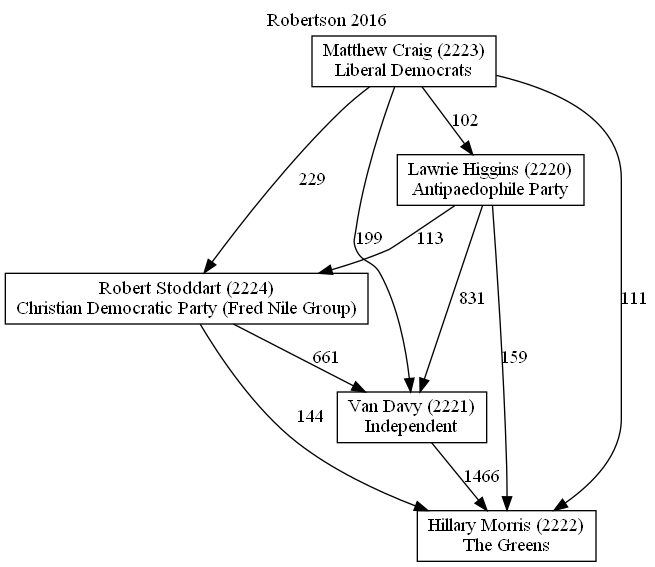 Robertson 2016
Matthew Craig (2223)
Liberal Democrats
102
Lawrie Higgins (2220)
Antipaedophile Party
229
199
113
Robert Stoddart (2224)
Christian Democratic Party (Fred Nile Group)
831
111
661
159
Van Davy (2221)
Independent
144
1466
Hillary Morris (2222)
The Greens